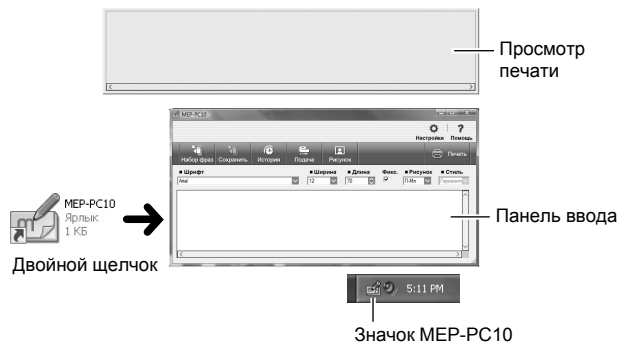 Просмотр
печати
MEP-PC10
Настройки Помощь
Набор фраз Сохранить История Подача Рисунок Печать
Шрифт Ширина Длина Фикс. Рисунок Стиль
Arial 12 70 П-Мл
MEP-PC10
Ярлык
1 КБ
Панель ввода
Двойной щелчок
5:11 PM
Значок MEP-PC10